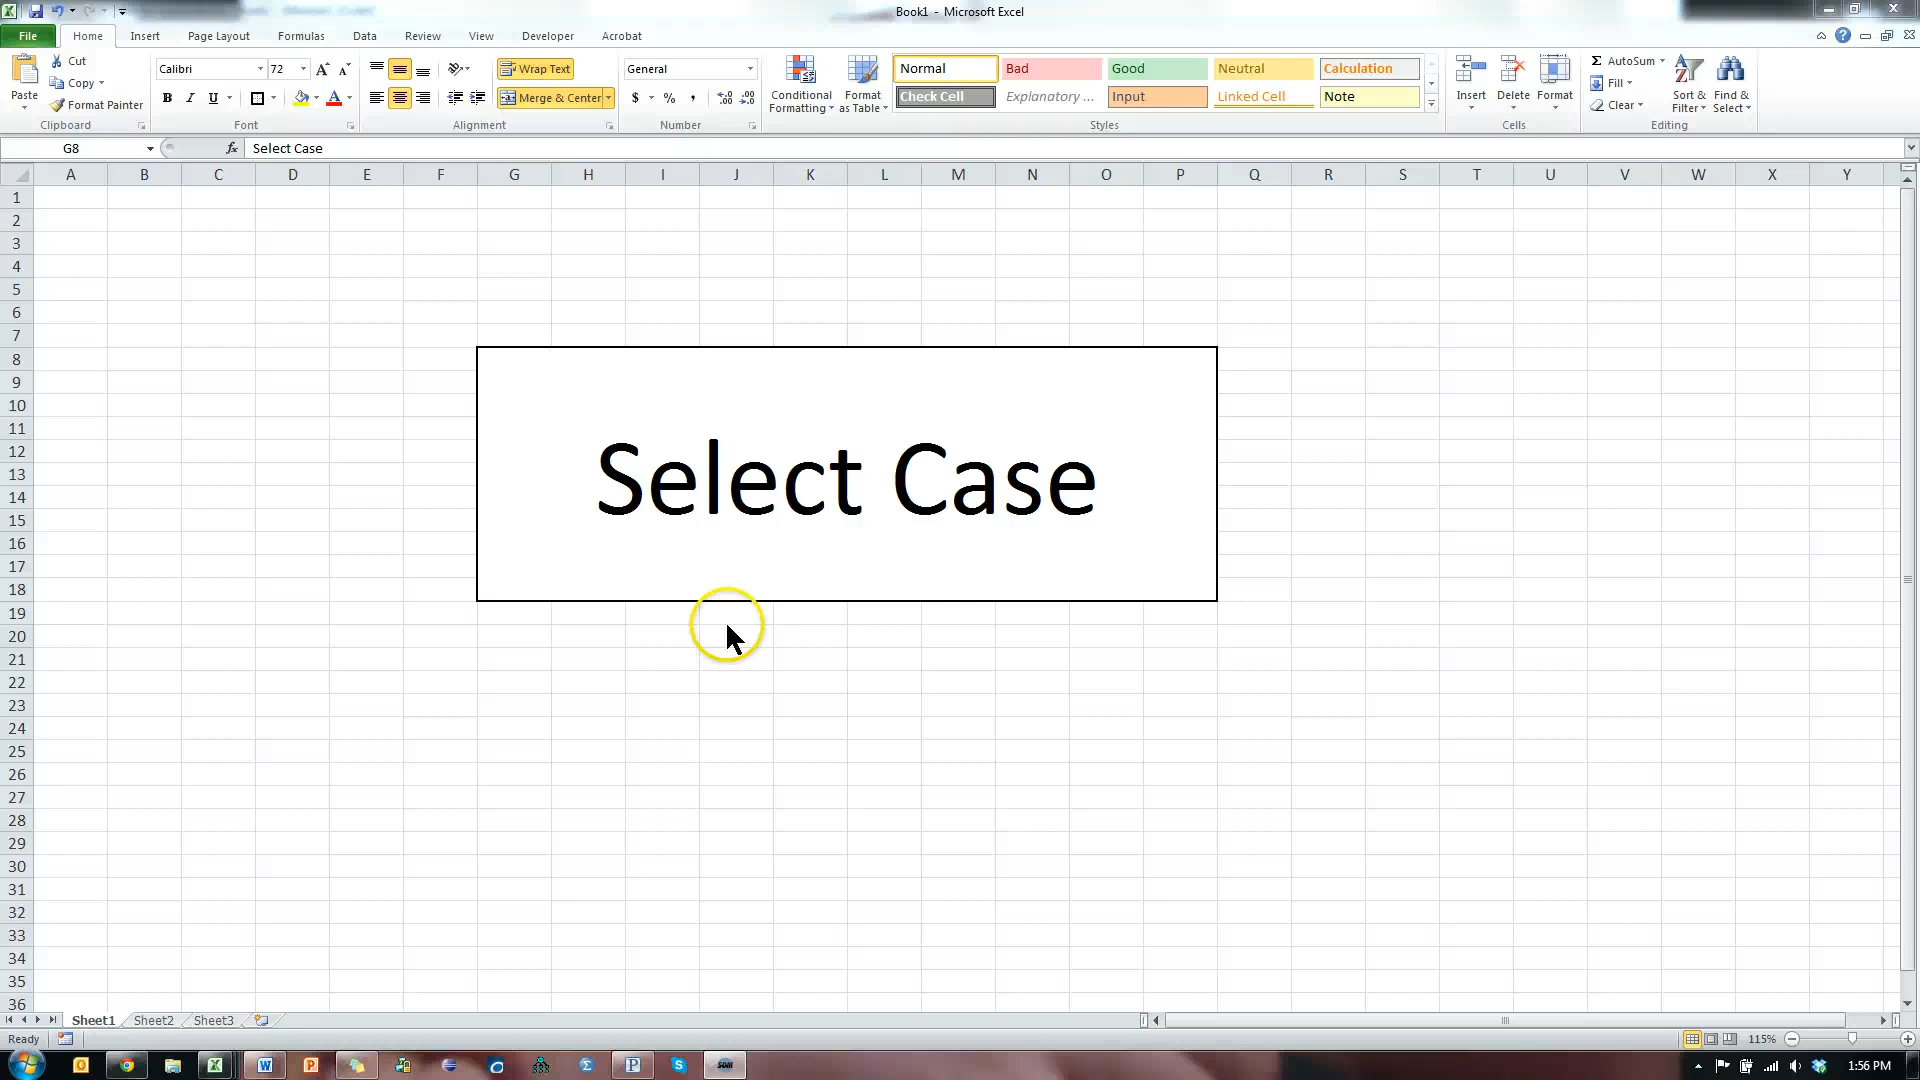 Book1 - Microsoft Excel
File Home Insert Page Layout Formulas Data Review View Developer Acrobat
Paste
Cut
Copy
Format Painter
Clipboard
Calibri 72
B I U
Font
Wrap Text
Merge & Center
Alignment
General
$ % ,
Number
Conditional Formatting
Format as Table
Normal Bad Good Neutral Calculation
Check Cell Explanatory ... Input Linked Cell Note
Styles
Insert Delete Format
Cells
Σ AutoSum
Fill
Clear
Sort & Filter
Find & Select
Editing
G8 fx Select Case
A B C D E F G H I J K L M N O P Q R S T U V W X Y
1
2
3
4
5
6
7
8
9
10
11
12
13
14
15
16
17
18
19
20
21
22
23
24
25
26
27
28
29
30
31
32
33
34
35
36
Select Case
Sheet1 Sheet2 Sheet3
Ready 115%
1:56 PM